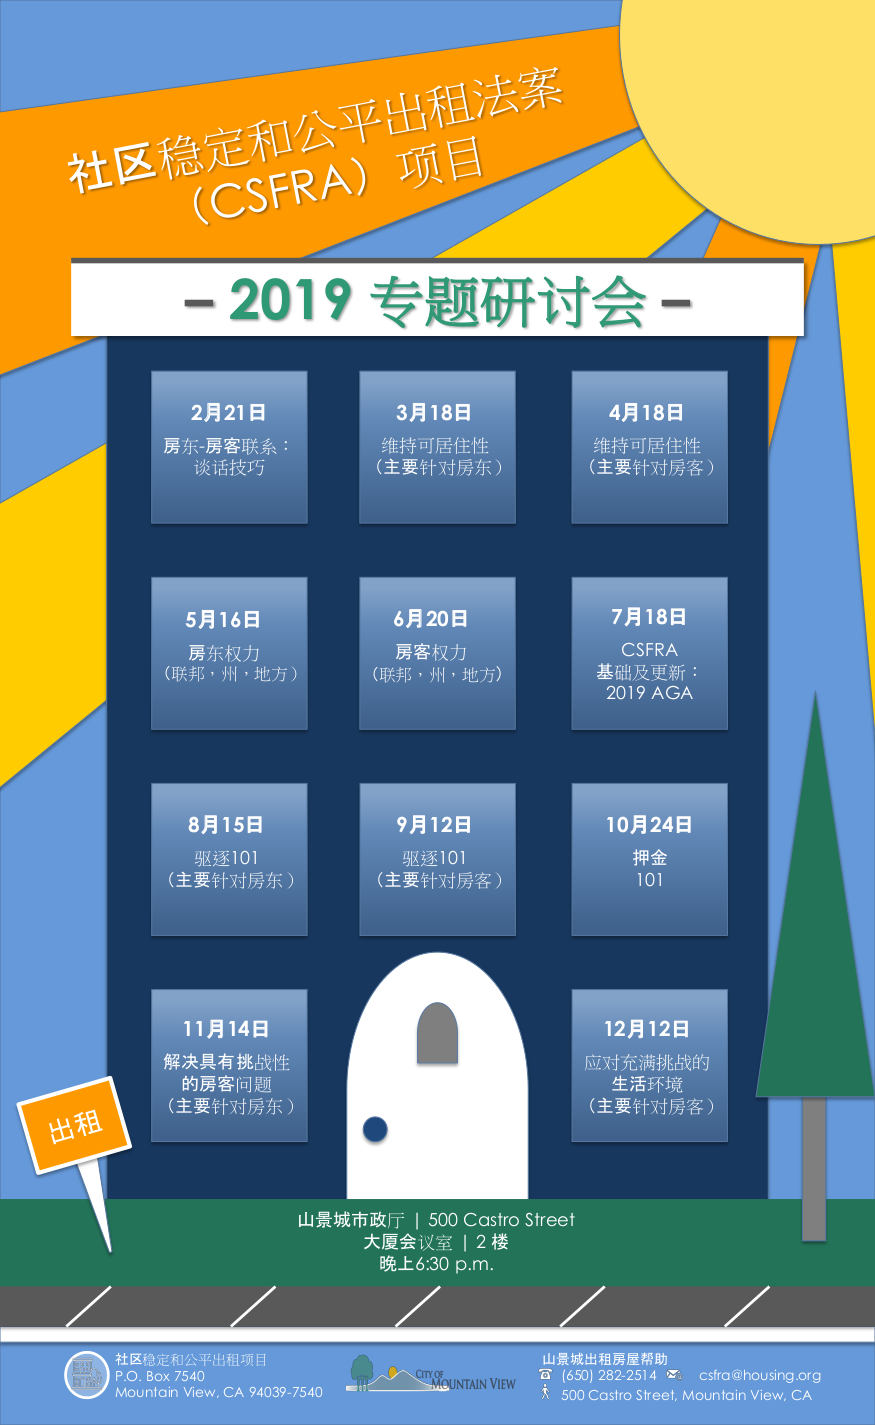 社区稳定和公平出租法案
（CSFRA）项目
– 2019 专题研讨会 –
2月21日
房东-房客联系：
谈话技巧
3月18日
维持可居住性
（主要针对房东）
4月18日
维持可居住性
（主要针对房客）
5月16日
房东权力
（联邦，州，地方）
6月20日
房客权力
（联邦，州，地方)
7月18日
CSFRA
基础及更新：
2019 AGA
8月15日
驱逐101
（主要针对房东）
9月12日
驱逐101
（主要针对房客）
10月24日
押金
101
11月14日
解决具有挑战性
的房客问题
（主要针对房东）
12月12日
应对充满挑战的
生活环境
（主要针对房客）
出租
山景城市政厅 | 500 Castro Street
大厦会议室 | 2 楼
晚上6:30 p.m.
社区稳定和公平出租项目
P.O. Box 7540
Mountain View, CA 94039-7540
CITY OF
MOUNTAIN VIEW
山景城出租房屋帮助
(650) 282-2514 csfra@housing.org
500 Castro Street, Mountain View, CA